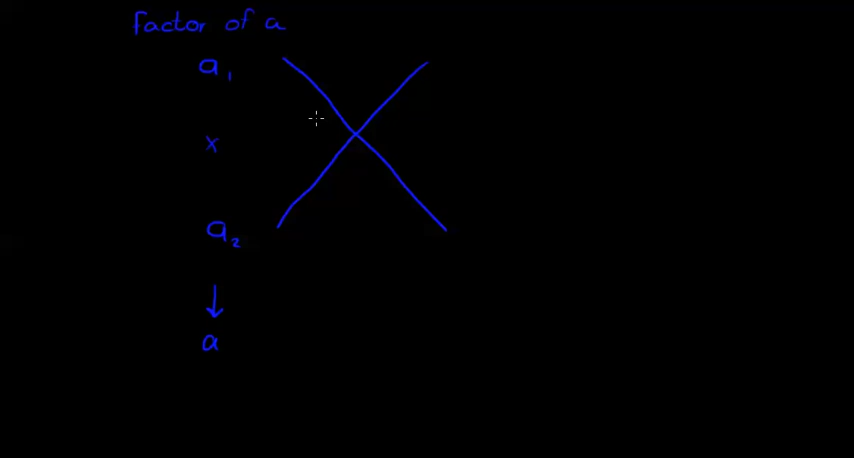 factor of a
a₁
x
a₂
↓
a